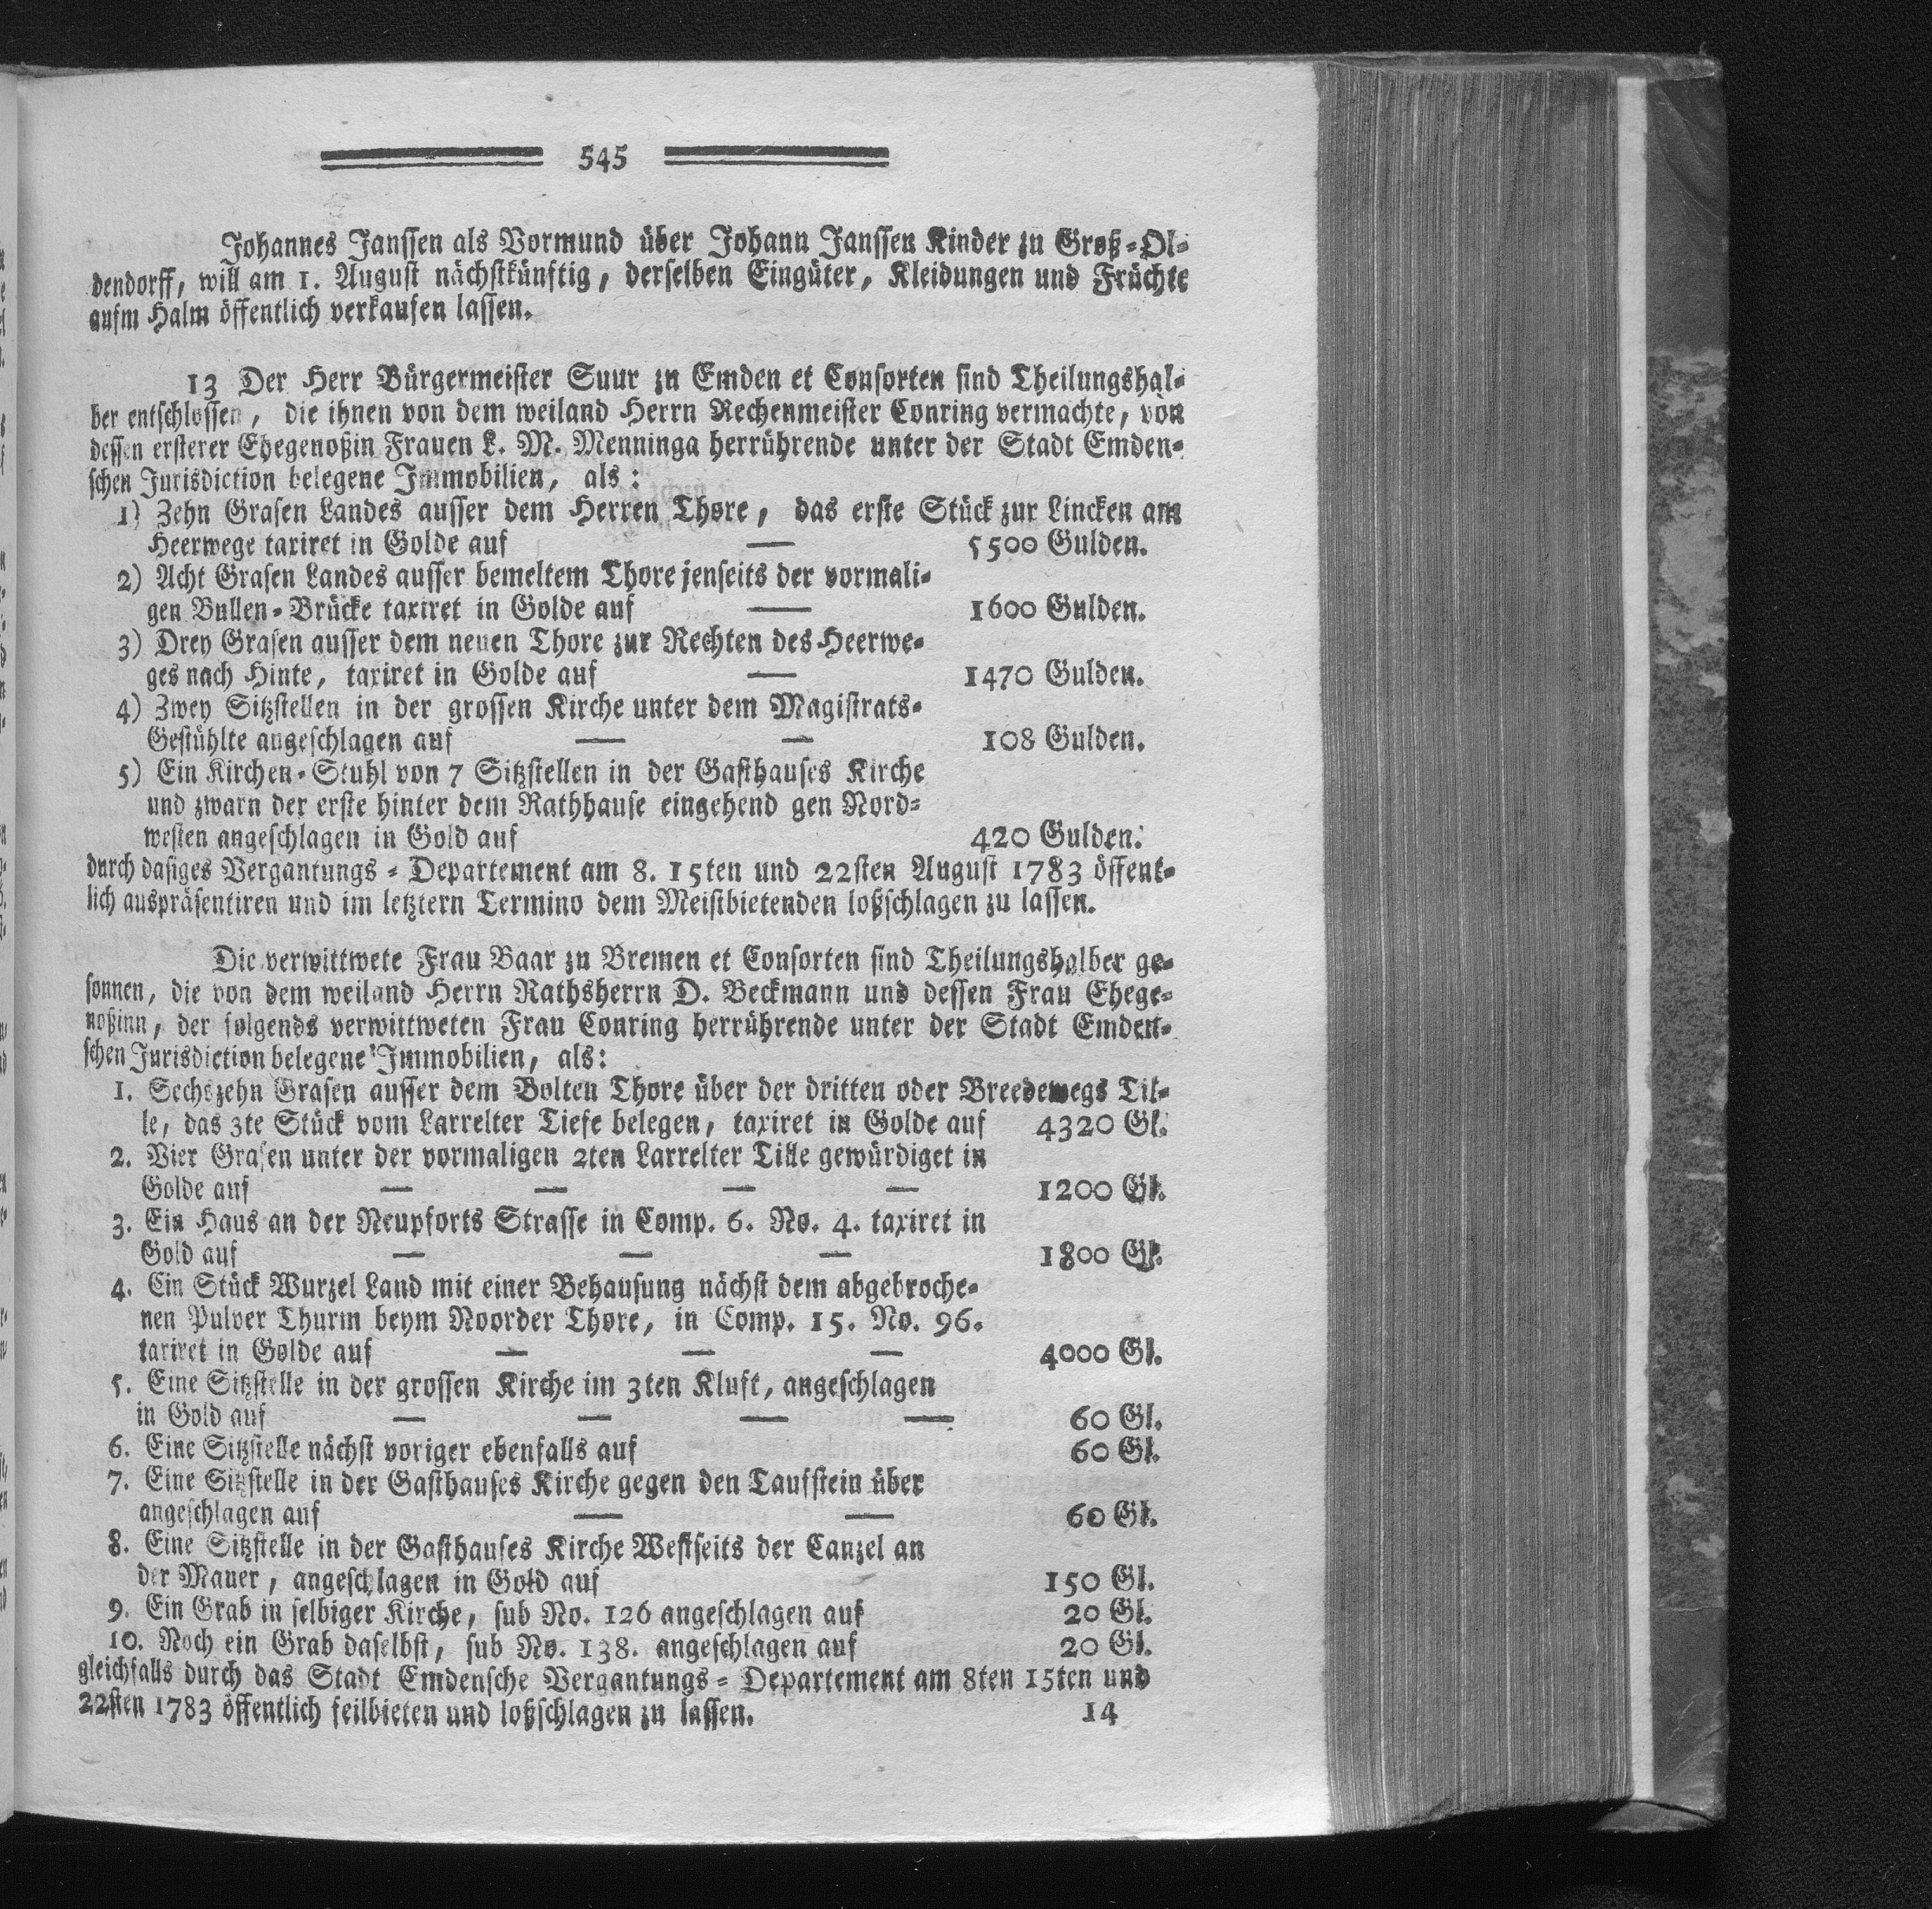 545
Johannes Janssen als Vormund über Johann Janssen Kinder zu Groß-Ol-
dendorff, will am 1. August nächstkünftig, derselben Eingüter, Kleidungen und Früchte
aufm Halm öffentlich verkaufen lassen.
13 Der Herr Bürgermeister Suur zu Emden et Consorten sind Theilungshal-
ber entschlossen, die ihnen von dem weiland Herrn Rechenmeister Conring vermachte, von
dessen ersterer Ehegenoßin Frauen L. M. Menninga herrührende unter der Stadt Emden-
schen Jurisdiction belegene Immobilien, als:
1) Zehn Grasen Landes ausser dem Herren Thore, das erste Stück zur Lincken am
Heerwege taxiret in Golde auf — 5500 Gulden.
2) Acht Grasen Landes ausser bemeltem Thore jenseits der vormali-
gen Bullen-Brücke taxiret in Golde auf — 1600 Gulden.
3) Drey Grasen ausser dem neuen Thore zur Rechten des Heerwe-
ges nach Hinte, taxiret in Golde auf — 1470 Gulden.
4) Zwey Sitzstellen in der grossen Kirche unter dem Magistrats-
Gestühlte angeschlagen auf — — 108 Gulden.
5) Ein Kirchen-Stuhl von 7 Sitzstellen in der Gasthauses Kirche
und zwarn der erste hinter dem Rathhause eingehend gen Nord-
westen angeschlagen in Gold auf 420 Gulden.
durch dasiges Vergantungs-Departement am 8. 15ten und 22sten August 1783 öffent-
lich auspräsentiren und im letztern Termino dem Meistbietenden loßschlagen zu lassen.
Die verwittwete Frau Baar zu Bremen et Consorten sind Theilungshalber ge-
sonnen, die von dem weiland Herrn Rathsherrn D. Beckmann und dessen Frau Ehege-
noßinn, der folgends verwittweten Frau Conring herrührende unter der Stadt Emden-
schen Jurisdiction belegene Immobilien, als:
1. Sechszehn Grasen ausser dem Bolten Thore über der dritten oder Breedewegs Til-
le, das 3te Stück vom Larrelter Tiefe belegen, taxiret in Golde auf 4320 Gl.
2. Vier Grasen unter der vormaligen 2ten Larrelter Tille gewürdiget in
Golde auf — — — — 1200 Gl.
3. Ein Haus an der Neupforts Strasse in Comp. 6. No. 4. taxiret in
Gold auf — — — 1800 Gl.
4. Ein Stück Wurzel Land mit einer Behausung nächst dem abgebroche-
nen Pulver Thurm beym Noorder Thore, in Comp. 15. No. 96.
taxiret in Golde auf — — — 4000 Gl.
5. Eine Sitzstelle in der grossen Kirche im 3ten Kluft, angeschlagen
in Gold auf — — — — 60 Gl.
6. Eine Sitzstelle nächst voriger ebenfalls auf 60 Gl.
7. Eine Sitzstelle in der Gasthauses Kirche gegen den Taufstein über
angeschlagen auf — — 60 Gl.
8. Eine Sitzstelle in der Gasthauses Kirche Westseits der Canzel an
der Mauer, angeschlagen in Gold auf 150 Gl.
9. Ein Grab in selbiger Kirche, sub No. 126 angeschlagen auf 20 Gl.
10. Noch ein Grab daselbst, sub No. 138. angeschlagen auf 20 Gl.
gleichfalls durch das Stadt Emdensche Vergantungs-Departement am 8ten 15ten und
22sten 1783 öffentlich feilbieten und loßschlagen zu lassen. 14